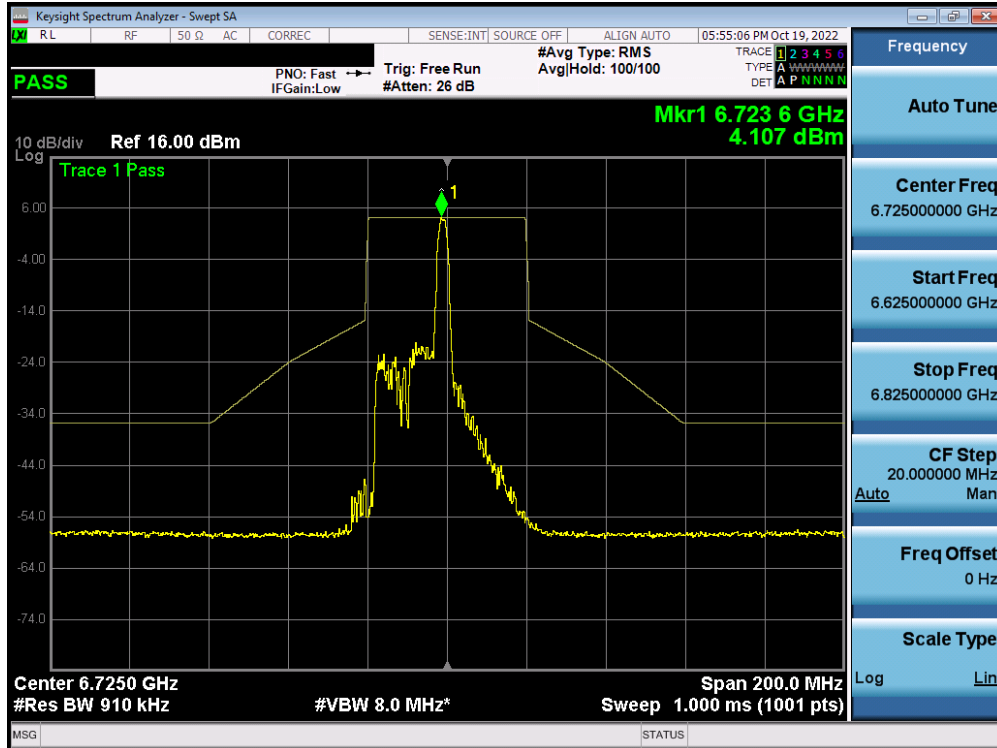 Keysight Spectrum Analyzer - Swept SA
LXI RL RF 50 Ω AC CORREC SENSE:INT SOURCE OFF ALIGN AUTO 05:55:06 PM Oct 19, 2022
PASS
PNO: Fast
IFGain:Low
Trig: Free Run
#Atten: 26 dB
#Avg Type: RMS
Avg|Hold: 100/100
TRACE 1 2 3 4 5 6
TYPE A WWWWW
DET A P N N N N
Mkr1 6.723 6 GHz
4.107 dBm
10 dB/div Ref 16.00 dBm
Log
Trace 1 Pass
1
6.00
-4.00
-14.0
-24.0
-34.0
-44.0
-54.0
-64.0
-74.0
Center 6.7250 GHz Span 200.0 MHz
#Res BW 910 kHz #VBW 8.0 MHz* Sweep 1.000 ms (1001 pts)
MSG STATUS
Frequency
Auto Tune
Center Freq
6.725000000 GHz
Start Freq
6.625000000 GHz
Stop Freq
6.825000000 GHz
CF Step
20.000000 MHz
Auto Man
Freq Offset
0 Hz
Scale Type
Log Lin